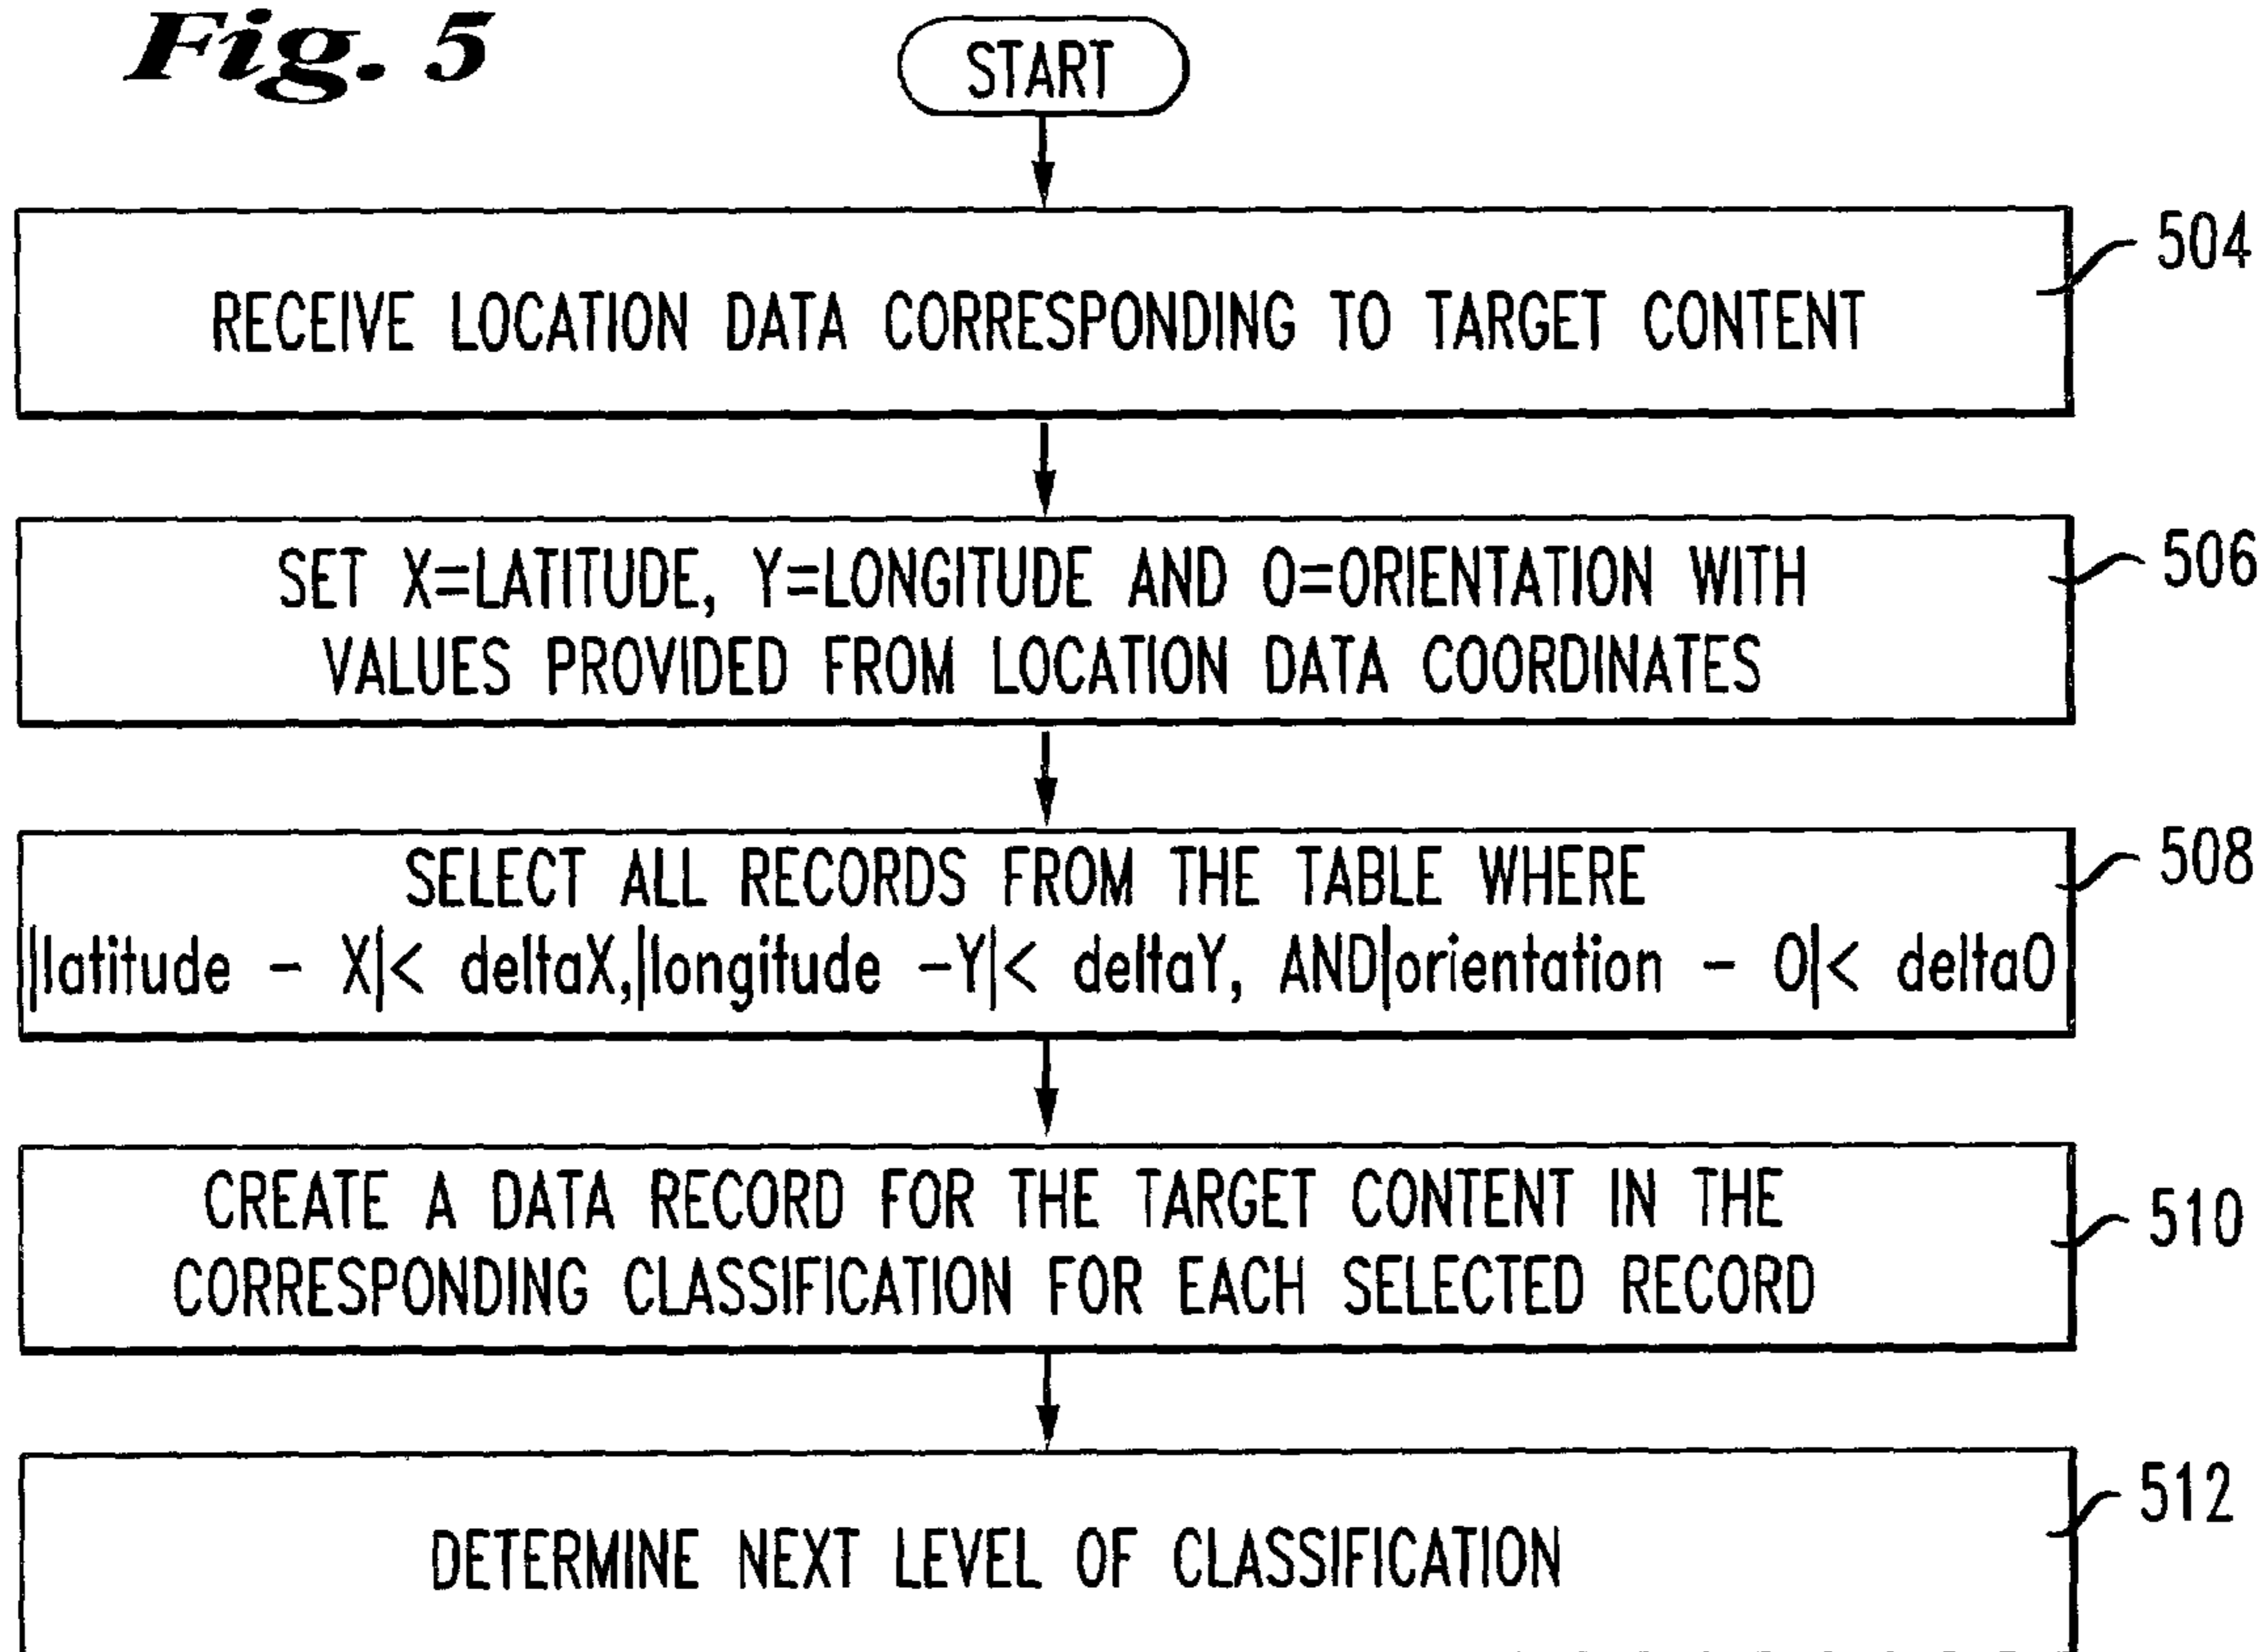 Fig. 5
START
RECEIVE LOCATION DATA CORRESPONDING TO TARGET CONTENT
504
SET X=LATITUDE, Y=LONGITUDE AND O=ORIENTATION WITH
VALUES PROVIDED FROM LOCATION DATA COORDINATES
506
SELECT ALL RECORDS FROM THE TABLE WHERE
|latitude - X|< deltaX,|longitude -Y|< deltaY, AND|orientation - O|< deltaO
508
CREATE A DATA RECORD FOR THE TARGET CONTENT IN THE
CORRESPONDING CLASSIFICATION FOR EACH SELECTED RECORD
510
DETERMINE NEXT LEVEL OF CLASSIFICATION
512